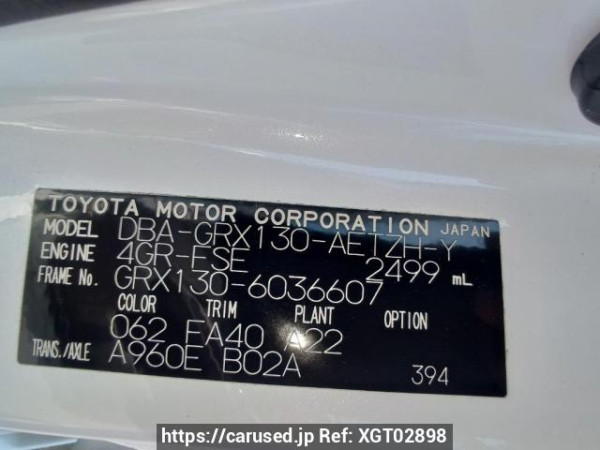 TOYOTA MOTOR CORPORATION JAPAN
MODEL DBA-GRX130-AETZH-Y
ENGINE 4GR-FSE 2499 mL
FRAME No. GRX130-6036607
COLOR TRIM PLANT OPTION
062 FA40 A22
TRANS./AXLE A960E B02A
394
https://carused.jp Ref: XGT02898